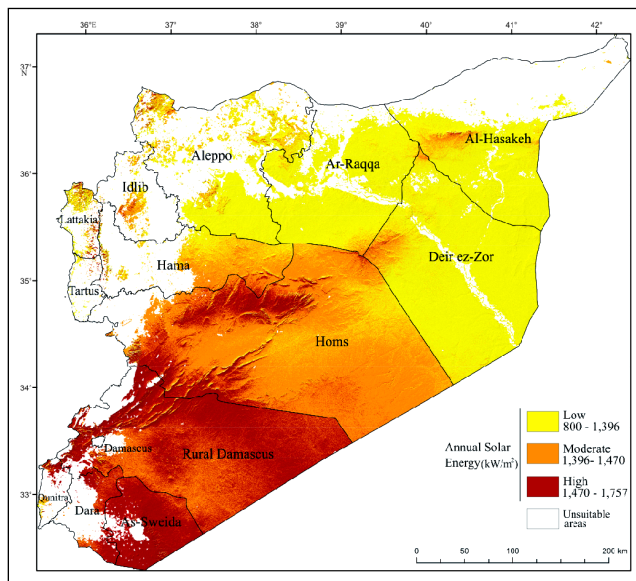 36°E 37° 38° 39° 40° 41° 42°
37°
N
36°
35°
34°
33°
Aleppo
Al-Hasakeh
Ar-Raqqa
Idlib
Lattakia
Hama
Deir ez-Zor
Tartus
Homs
Damascus
Rural Damascus
Dara
As-Sweida
Annual Solar
Energy(kW/m²)
Low
800 - 1,396
Moderate
1,396- 1,470
High
1,470 - 1,757
Unsuitable
areas
0 50 100 200 km